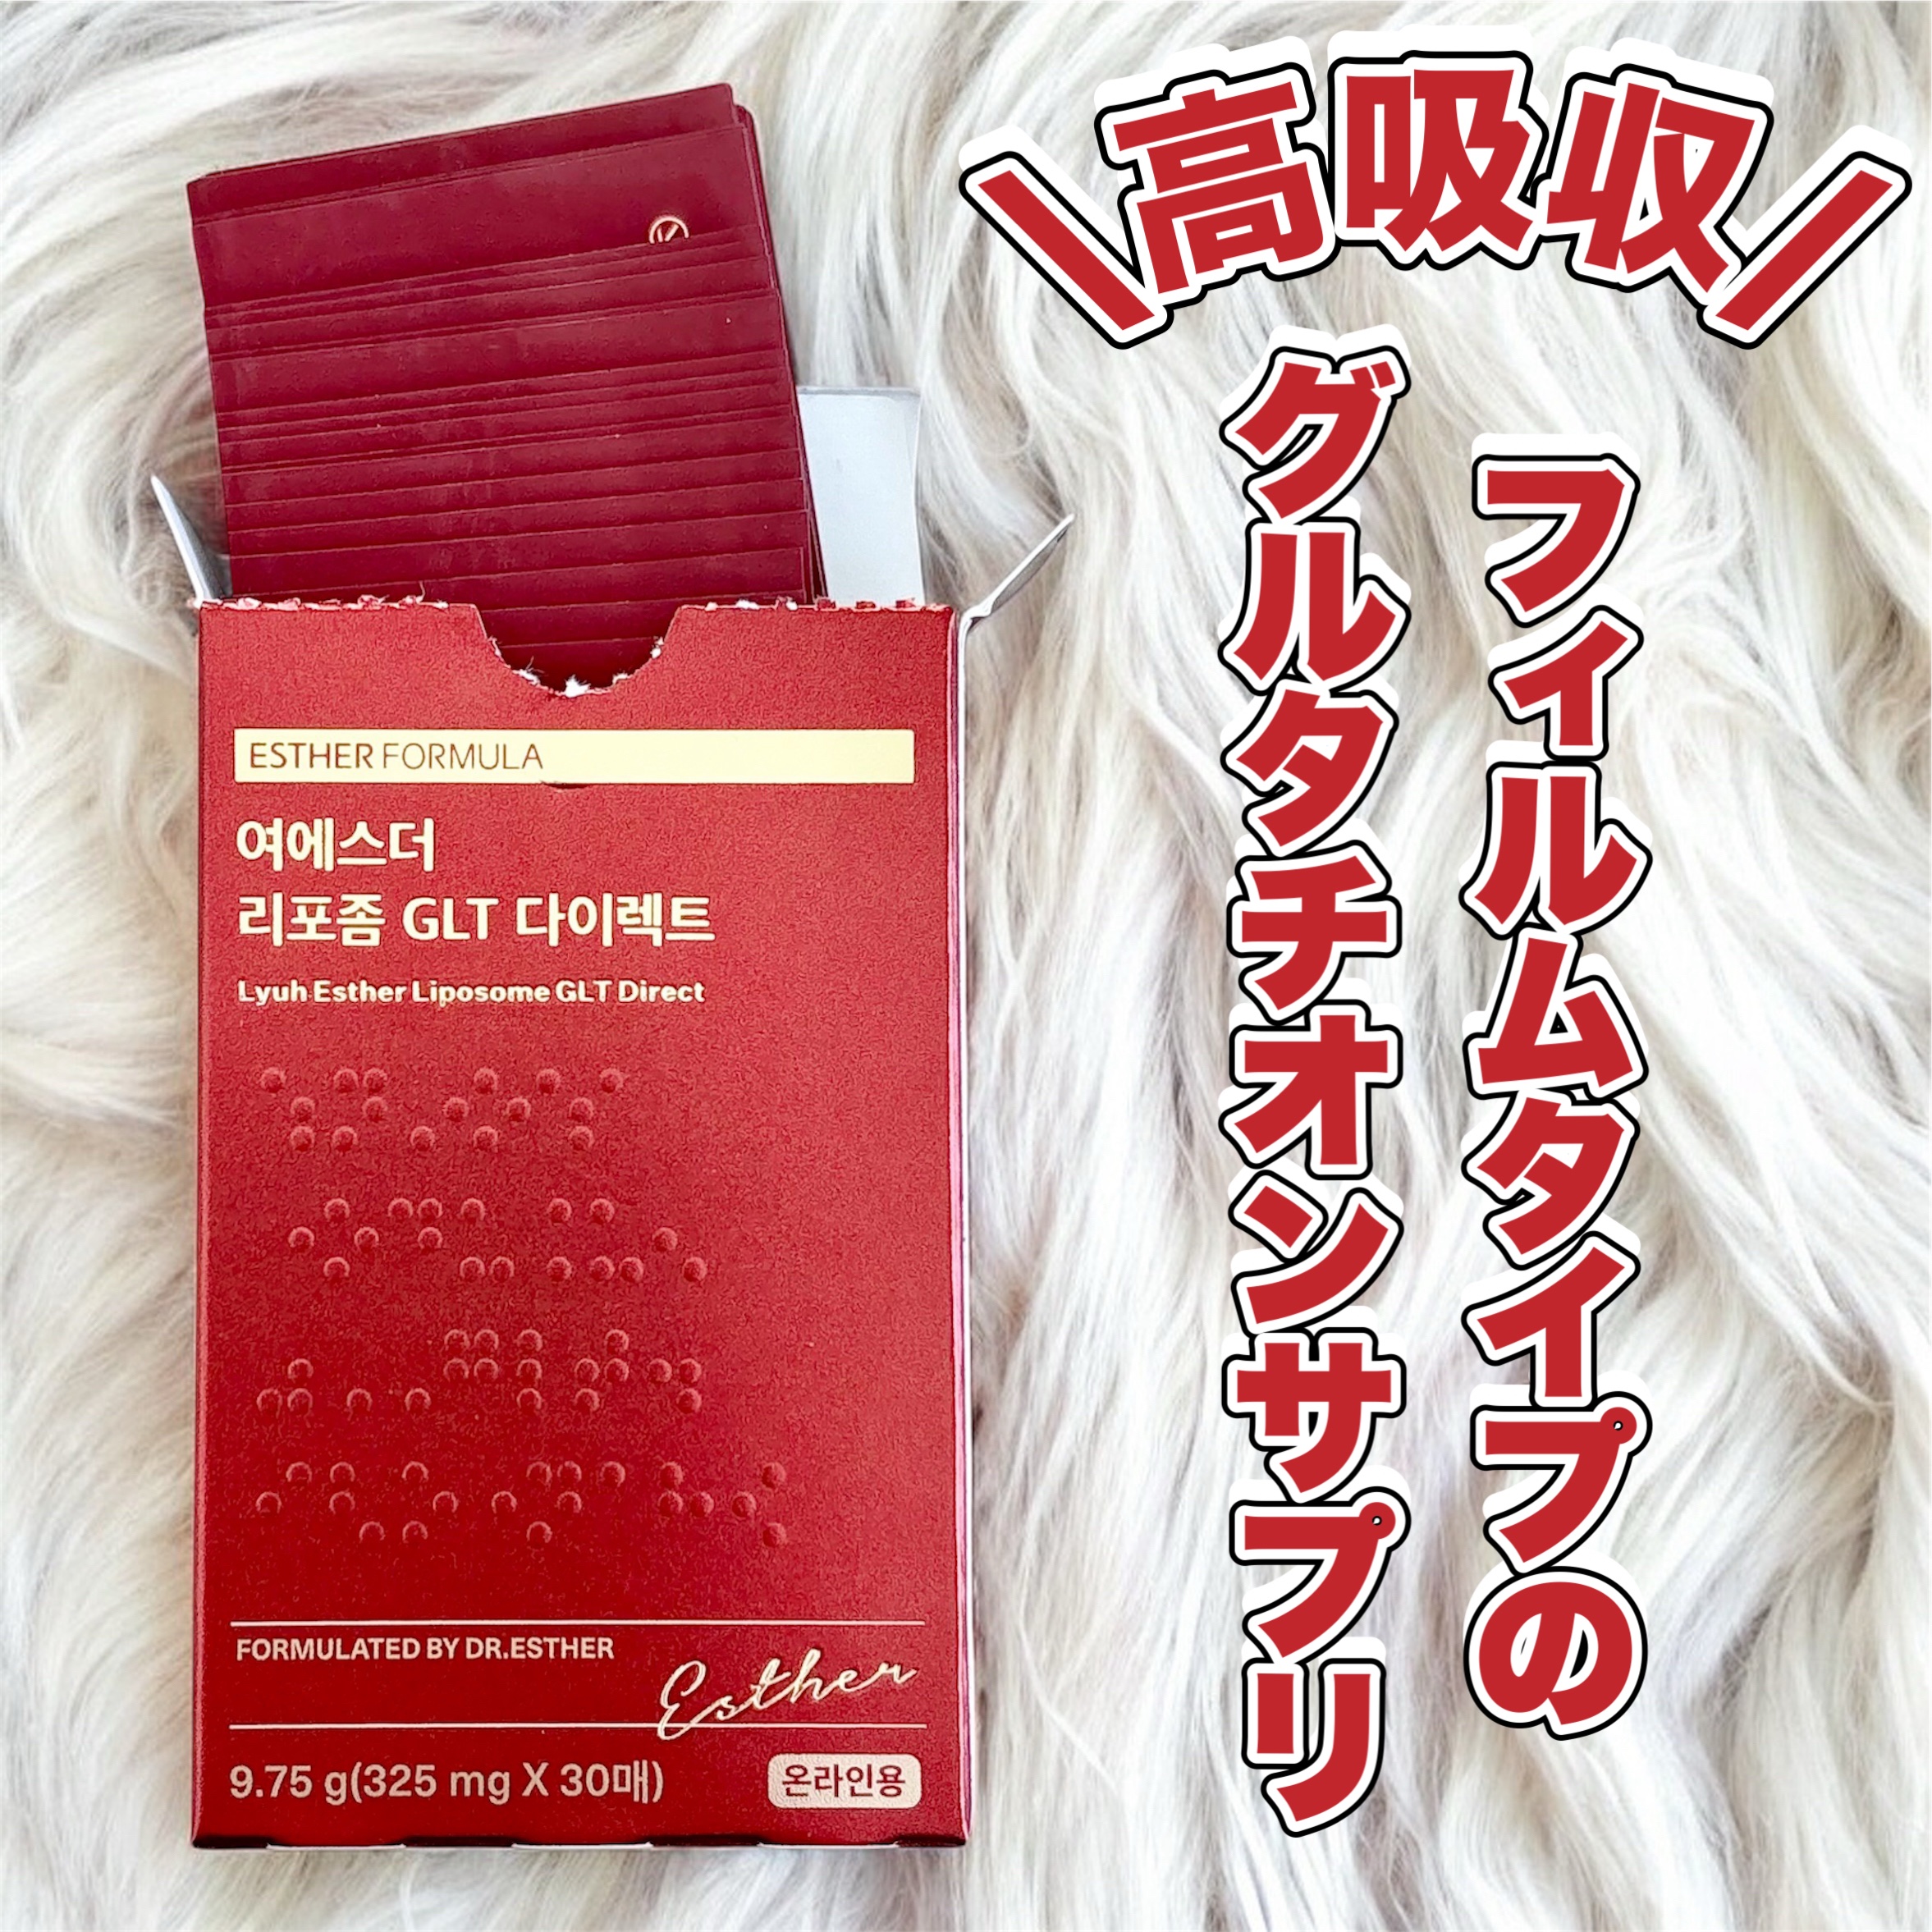 ＼高吸収／
フィルムタイプの
グルタチオンサプリ
ESTHER FORMULA
여에스더
리포좀 GLT 다이렉트
Lyuh Esther Liposome GLT Direct
FORMULATED BY DR.ESTHER
Esther
9.75 g(325 mg X 30매)
온라인용